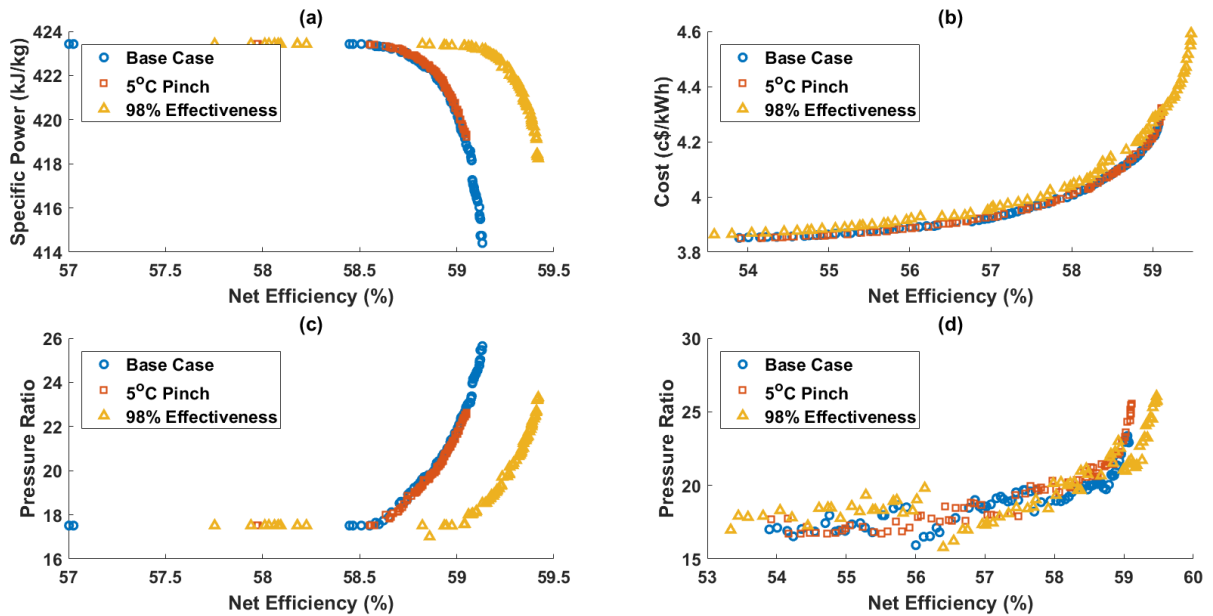 (a)
424
422
420
418
416
414
Specific Power (kJ/kg)
Base Case
5°C Pinch
98% Effectiveness
57
57.5
58
58.5
59
59.5
Net Efficiency (%)
(b)
4.6
4.4
4.2
4
3.8
Cost (c$/kWh)
Base Case
5°C Pinch
98% Effectiveness
54
55
56
57
58
59
Net Efficiency (%)
(c)
26
24
22
20
18
16
Pressure Ratio
Base Case
5°C Pinch
98% Effectiveness
57
57.5
58
58.5
59
59.5
Net Efficiency (%)
(d)
30
25
20
15
Pressure Ratio
Base Case
5°C Pinch
98% Effectiveness
53
54
55
56
57
58
59
60
Net Efficiency (%)